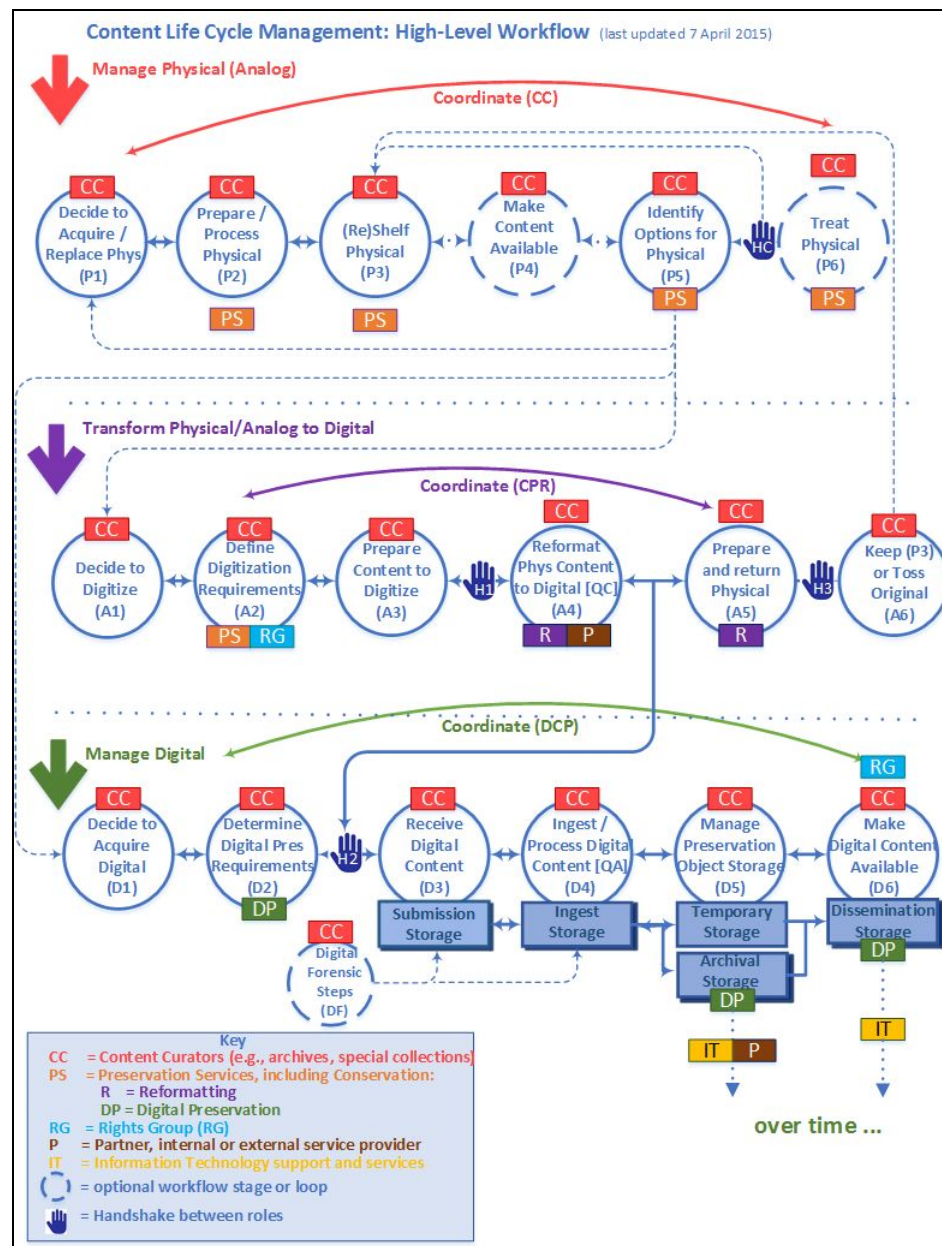 Content Life Cycle Management: High-Level Workflow (last updated 7 April 2015)
Manage Physical (Analog)
Coordinate (CC)
CC
Decide to
Acquire /
Replace Phys
(P1)
CC
Prepare /
Process
Physical
(P2)
PS
CC
(Re)Shelf
Physical
(P3)
PS
CC
Make
Content
Available
(P4)
CC
Identify
Options for
Physical
(P5)
PS
HC
CC
Treat
Physical
(P6)
PS
Transform Physical/Analog to Digital
Coordinate (CPR)
CC
Decide to
Digitize
(A1)
CC
Define
Digitization
Requirements
(A2)
PS RG
CC
Prepare
Content to
Digitize
(A3)
H1
CC
Reformat
Phys Content
to Digital [QC]
(A4)
R P
CC
Prepare
and return
Physical
(A5)
R
H3
CC
Keep (P3)
or Toss
Original
(A6)
Manage Digital
Coordinate (DCP)
CC
Decide to
Acquire
Digital
(D1)
CC
Determine
Digital Pres
Requirements
(D2)
DP
H2
CC
Receive
Digital
Content
(D3)
Submission
Storage
CC
Ingest /
Process Digital
Content [QA]
(D4)
Ingest
Storage
CC
Manage
Preservation
Object Storage
(D5)
Temporary
Storage
Archival
Storage
DP
IT P
RG
CC
Make
Digital Content
Available
(D6)
Dissemination
Storage
DP
IT
CC
Digital
Forensic
Steps
(DF)
over time ...
Key
CC = Content Curators (e.g., archives, special collections)
PS = Preservation Services, including Conservation:
R = Reformatting
DP = Digital Preservation
RG = Rights Group (RG)
P = Partner, internal or external service provider
IT = Information Technology support and services
= optional workflow stage or loop
= Handshake between roles